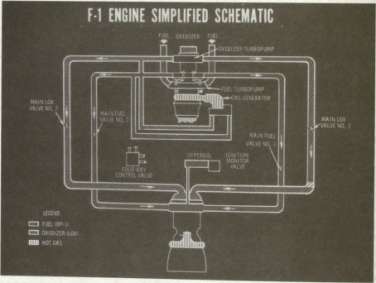 F-1 ENGINE SIMPLIFIED SCHEMATIC
FUEL OXIDIZER FUEL
OXIDIZER TURBOPUMP
FUEL TURBOPUMP
GAS GENERATOR
MAIN LOX
VALVE NO. 2
MAIN FUEL
VALVE NO. 2
MAIN LOX
VALVE NO. 1
MAIN FUEL
VALVE NO. 1
CONTROL VALVE
HYPERGOL
IGNITION
MONITOR
VALVE
LEGEND
FUEL (RP-1)
OXIDIZER (LOX)
HOT GAS